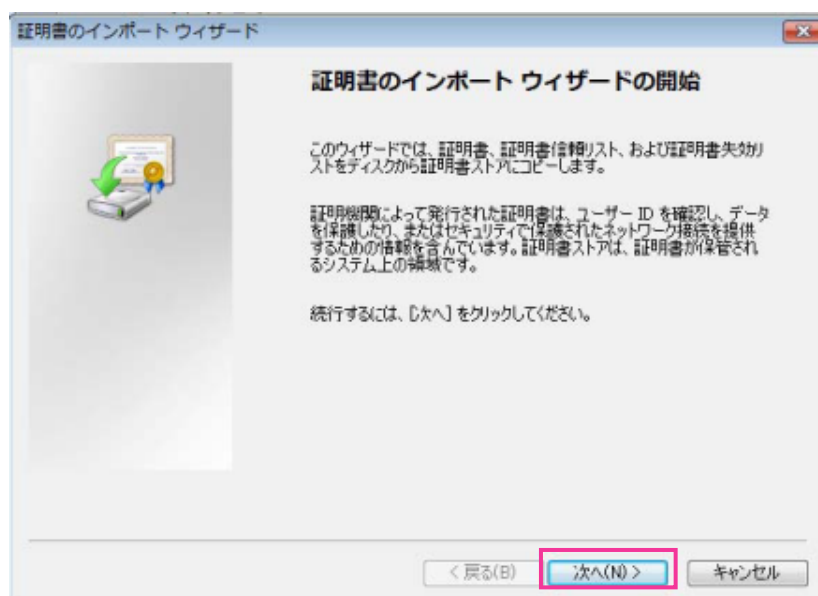 証明書のインポート ウィザード
証明書のインポート ウィザードの開始
このウィザードでは、証明書、証明書信頼リスト、および証明書失効リ
ストをディスクから証明書ストアにコピーします。
証明機関によって発行された証明書は、ユーザー ID を確認し、データ
を保護したり、またはセキュリティで保護されたネットワーク接続を提供
するための情報を含んでいます。証明書ストアは、証明書が保管され
るシステム上の領域です。
続行するには、[次へ] をクリックしてください。
< 戻る(B)
次へ(N) >
キャンセル